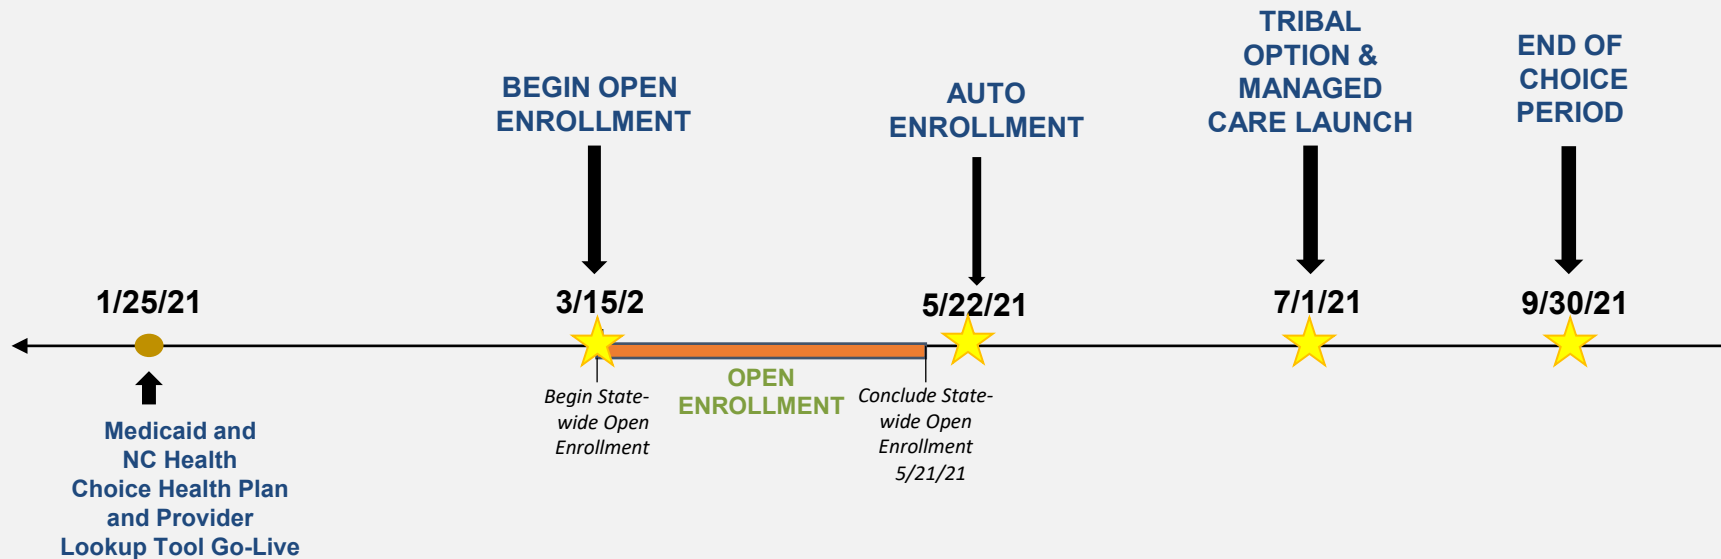 BEGIN OPEN
ENROLLMENT
AUTO
ENROLLMENT
TRIBAL
OPTION &
MANAGED
CARE LAUNCH
END OF
CHOICE
PERIOD
1/25/21
3/15/2
5/22/21
7/1/21
9/30/21
Medicaid and
NC Health
Choice Health Plan
and Provider
Lookup Tool Go-Live
Begin State-
wide Open
Enrollment
OPEN
ENROLLMENT
Conclude State-
wide Open
Enrollment
5/21/21